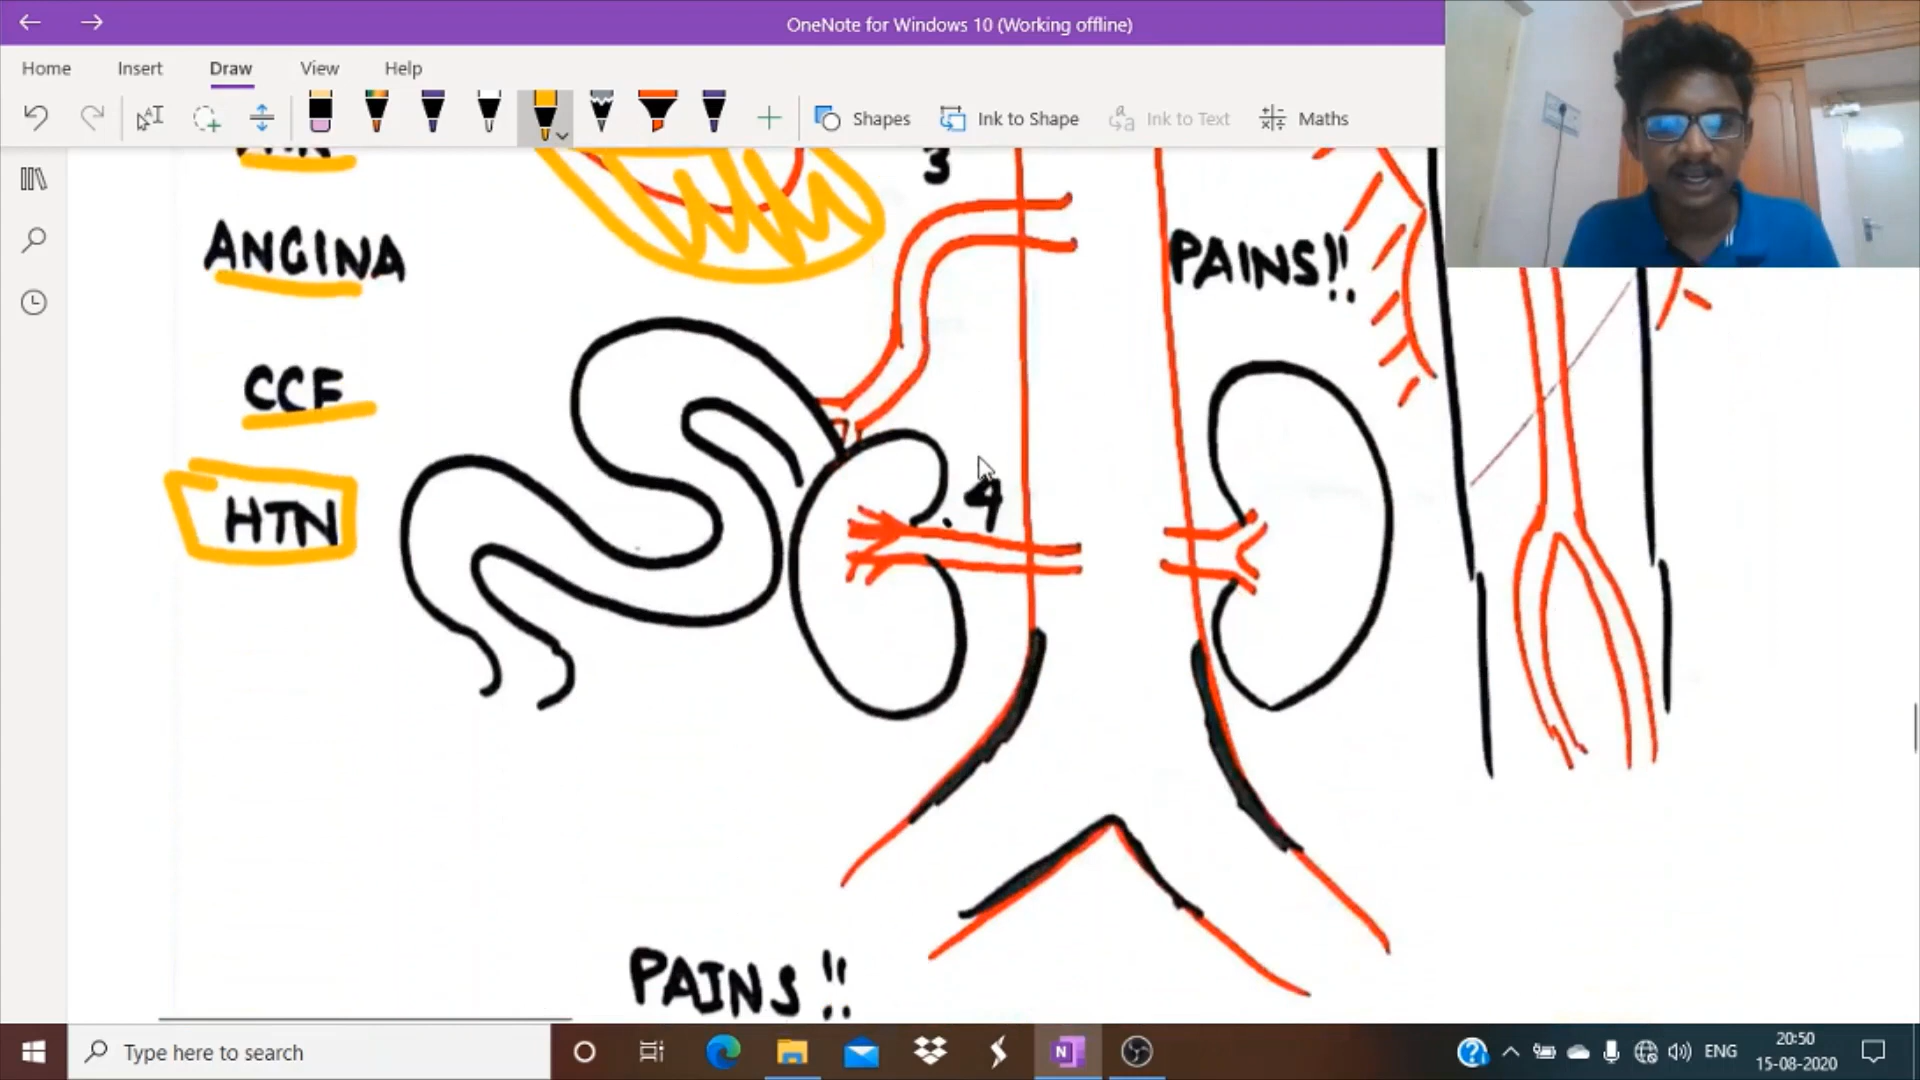 OneNote for Windows 10 (Working offline)
Home Insert Draw View Help
Shapes Ink to Shape Ink to Text Maths
3
ANGINA
PAINS!!
CCF
.4
HTN
PAINS!!
Type here to search
ENG
20:50
15-08-2020